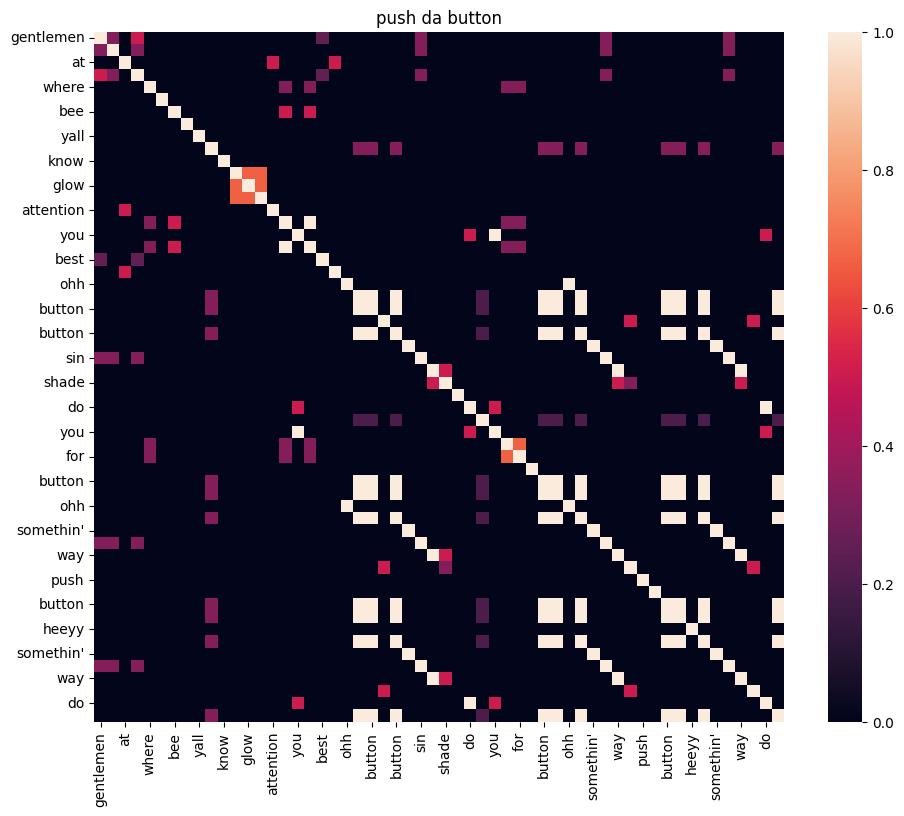 push da button
gentlemen
at
where
bee
yall
know
glow
attention
you
best
ohh
button
button
sin
shade
do
you
for
button
ohh
somethin'
way
push
button
heeyy
somethin'
way
do
1.0
0.8
0.6
0.4
0.2
0.0
gentlemen
at
where
bee
yall
know
glow
attention
you
best
ohh
button
button
sin
shade
do
you
for
button
ohh
somethin'
way
push
button
heeyy
somethin'
way
do